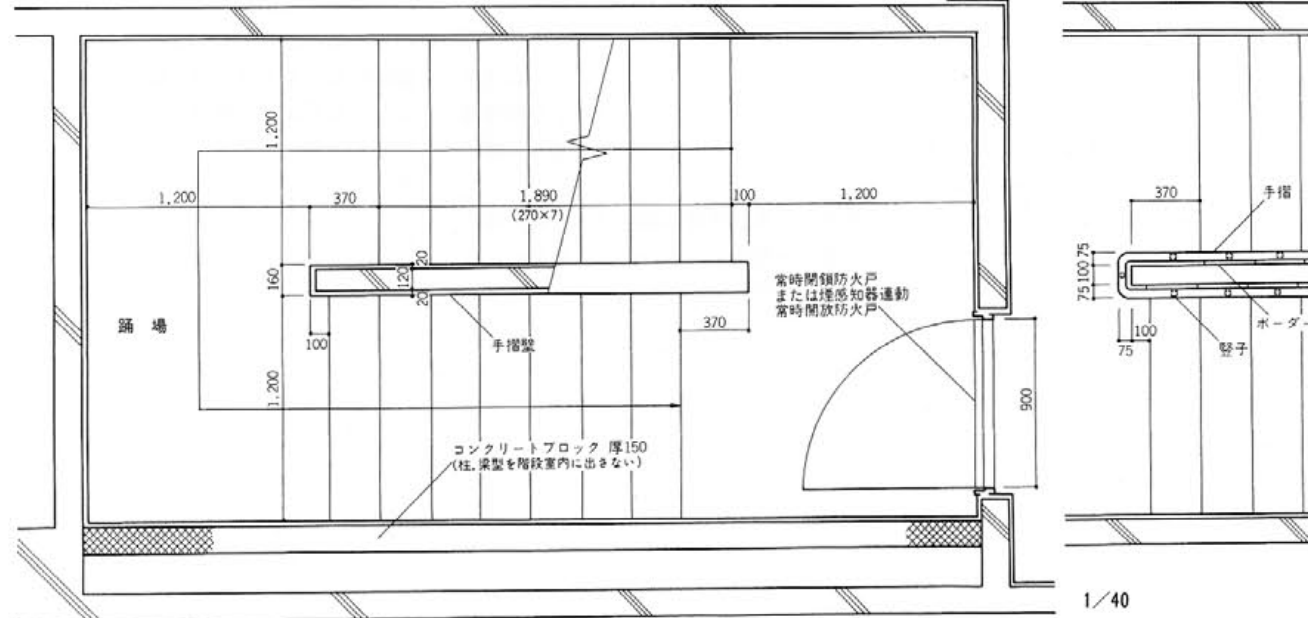 1,200
1,200
370
1,890
(270×7)
100
1,200
160
20
120
20
踊場
100
手摺壁
370
1,200
常時閉鎖防火戸
または煙感知器連動
常時開放防火戸
900
コンクリートブロック 厚150
(柱,梁型を階段室内に出さない)
370
手摺
75
100
75
100
75
ボーダー
竪子
1/40